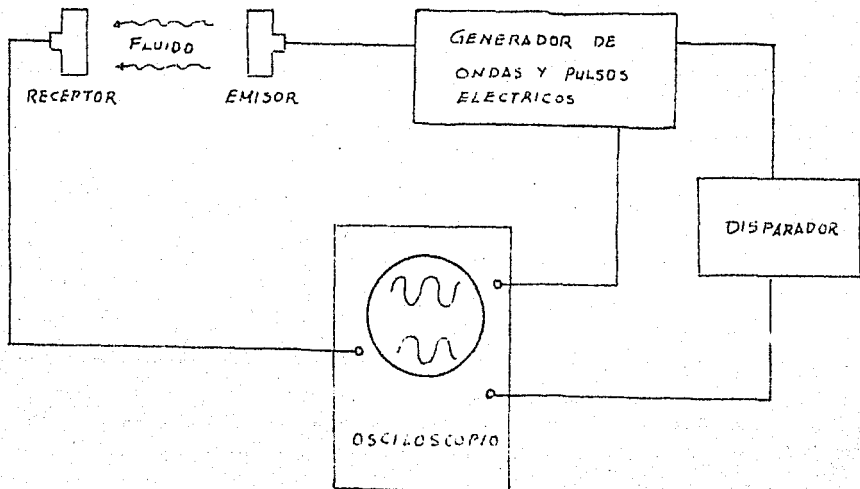 FLUIDO
RECEPTOR
EMISOR
GENERADOR DE
ONDAS Y PULSOS
ELECTRICOS
DISPARADOR
OSCILOSCOPIO